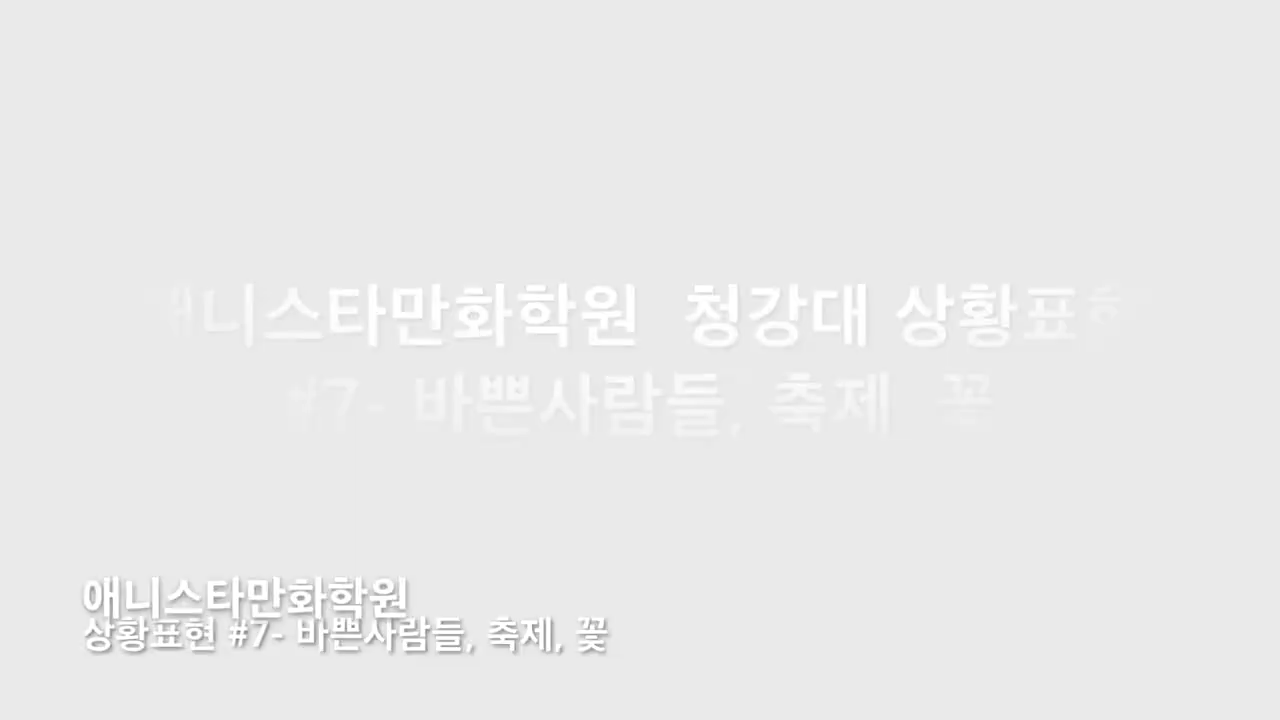 애니스타만화학원 청강대 상황표현
#7- 바쁜사람들, 축제 꽃
애니스타만화학원
상황표현 #7- 바쁜사람들, 축제, 꽃